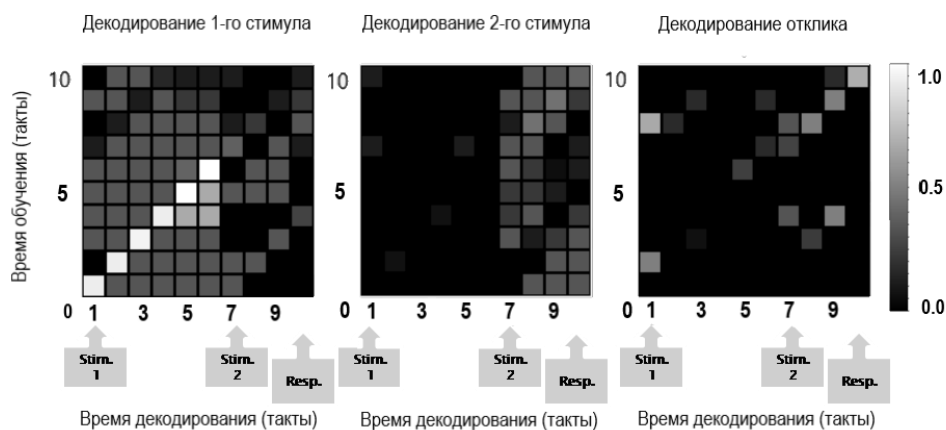 Декодирование 1-го стимула
Декодирование 2-го стимула
Декодирование отклика
Время обучения (такты)
10
5
0
1 3 5 7 9
10
5
0
1 3 5 7 9
10
5
0
1 3 5 7 9
1.0
0.5
0.0
Stim.
1
Stim.
2
Resp.
Stim.
1
Stim.
2
Resp.
Stim.
1
Stim.
2
Resp.
Время декодирования (такты)
Время декодирования (такты)
Время декодирования (такты)